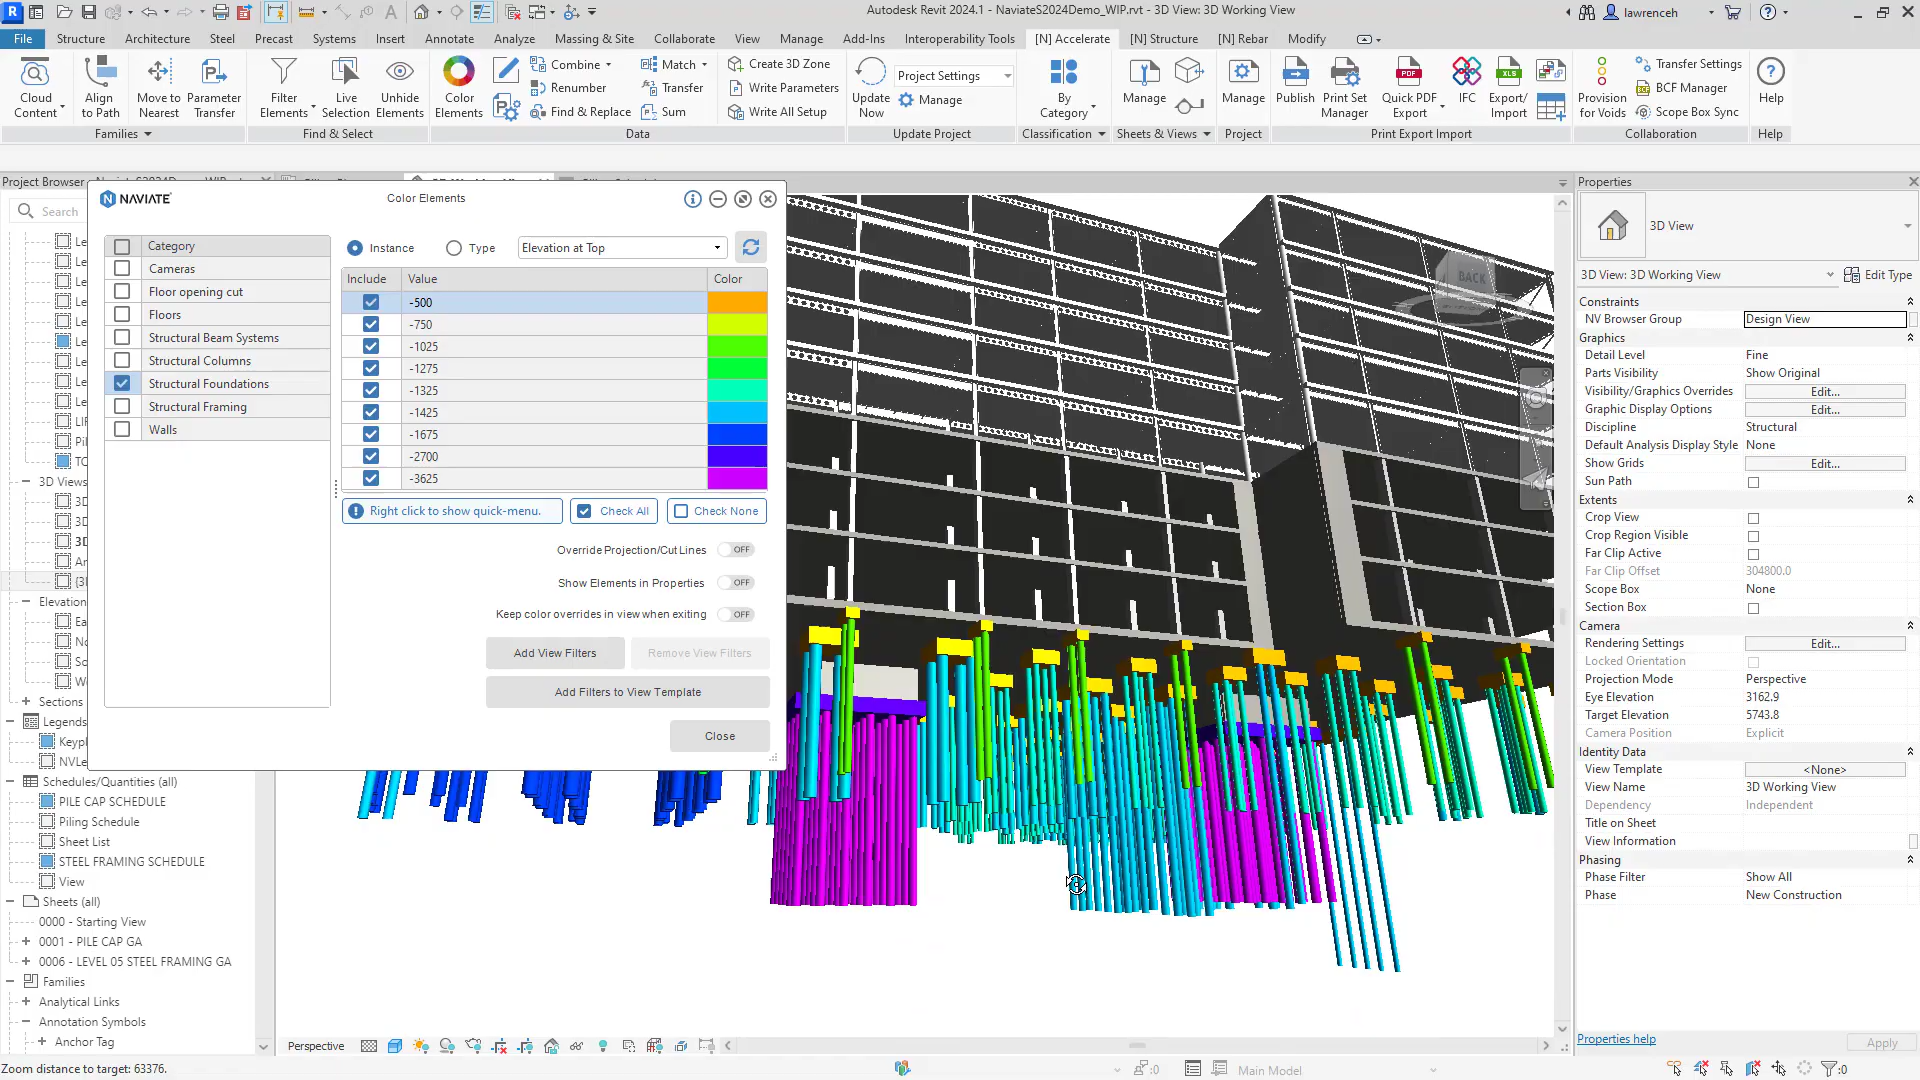 Autodesk Revit 2024.1 - NaviateS2024Demo_WIP.rvt - 3D View: 3D Working View
lawrenceh
File
Structure
Architecture
Steel
Precast
Systems
Insert
Annotate
Analyze
Massing & Site
Collaborate
View
Manage
Add-Ins
Interoperability Tools
[N] Accelerate
[N] Structure
[N] Rebar
Modify
Cloud Content
Align to Path
Move to Nearest
Parameter Transfer
Families
Filter Elements
Live Selection
Unhide Elements
Find & Select
Color Elements
Combine
Renumber
Find & Replace
Match
Transfer
Sum
Data
Create 3D Zone
Write Parameters
Write All Setup
Update Now
Project Settings
Manage
Update Project
By Category
Classification
Manage
Sheets & Views
Manage
Project
Publish
Print Set Manager
Quick PDF Export
IFC
Export/ Import
Print Export Import
Provision for Voids
Transfer Settings
BCF Manager
Scope Box Sync
Collaboration
Help
Help
Project Browser
Search
3D Views
Elevation
Sections
Legends
Keypl
NVLe
Schedules/Quantities (all)
PILE CAP SCHEDULE
Piling Schedule
Sheet List
STEEL FRAMING SCHEDULE
View
Sheets (all)
0000 - Starting View
0001 - PILE CAP GA
0006 - LEVEL 05 STEEL FRAMING GA
Families
Analytical Links
Annotation Symbols
Anchor Tag
NAVIATE
Color Elements
Category
Cameras
Floor opening cut
Floors
Structural Beam Systems
Structural Columns
Structural Foundations
Structural Framing
Walls
Instance
Type
Elevation at Top
Include
Value
Color
-500
-750
-1025
-1275
-1325
-1425
-1675
-2700
-3625
Right click to show quick-menu.
Check All
Check None
Override Projection/Cut Lines
OFF
Show Elements in Properties
OFF
Keep color overrides in view when exiting
OFF
Add View Filters
Remove View Filters
Add Filters to View Template
Close
BACK
Properties
3D View
3D View: 3D Working View
Edit Type
Constraints
NV Browser Group
Design View
Graphics
Detail Level
Fine
Parts Visibility
Show Original
Visibility/Graphics Overrides
Edit...
Graphic Display Options
Edit...
Discipline
Structural
Default Analysis Display Style
None
Show Grids
Edit...
Sun Path
Extents
Crop View
Crop Region Visible
Far Clip Active
Far Clip Offset
304800.0
Scope Box
None
Section Box
Camera
Rendering Settings
Edit...
Locked Orientation
Projection Mode
Perspective
Eye Elevation
3162.9
Target Elevation
5743.8
Camera Position
Explicit
Identity Data
View Template
<None>
View Name
3D Working View
Dependency
Independent
Title on Sheet
View Information
Phasing
Phase Filter
Show All
Phase
New Construction
Properties help
Apply
Perspective
Zoom distance to target: 63376.
:0
Main Model
:0